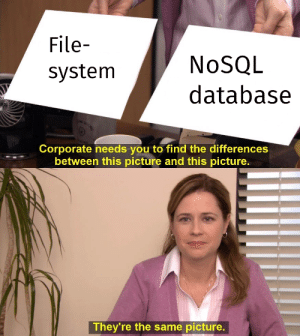 File-
system
NoSQL
database
Corporate needs you to find the differences
between this picture and this picture.
They're the same picture.